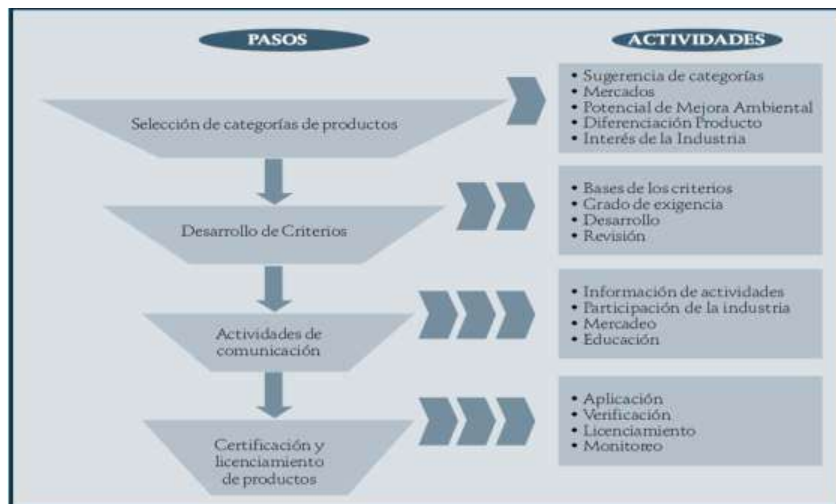 PASOS
ACTIVIDADES
Selección de categorías de productos
• Sugerencia de categorías
• Mercados
• Potencial de Mejora Ambiental
• Diferenciación Producto
• Interés de la Industria
Desarrollo de Criterios
• Bases de los criterios
• Grado de exigencia
• Desarrollo
• Revisión
Actividades de
comunicación
• Información de actividades
• Participación de la industria
• Mercadeo
• Educación
Certificación y
licenciamiento
de productos
• Aplicación
• Verificación
• Licenciamiento
• Monitoreo